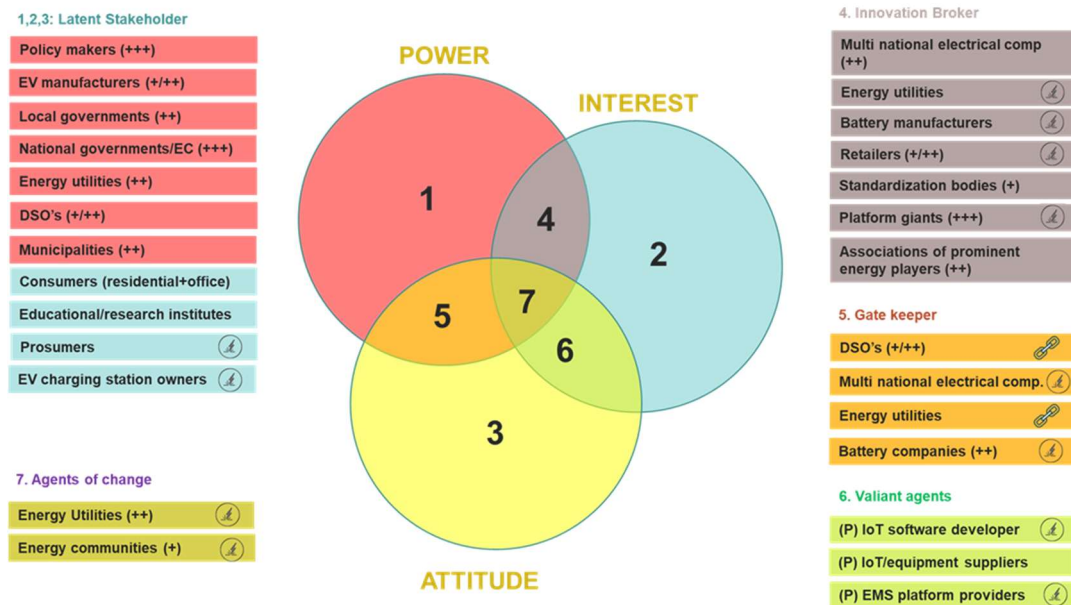 1,2,3: Latent Stakeholder
Policy makers (+++)
EV manufacturers (+/++)
Local governments (++)
National governments/EC (+++)
Energy utilities (++)
DSO's (+/++)
Municipalities (++)
Consumers (residential+office)
Educational/research institutes
Prosumers
EV charging station owners
7. Agents of change
Energy Utilities (++)
Energy communities (+)
POWER
INTEREST
1
4
2
5
7
6
3
ATTITUDE
4. Innovation Broker
Multi national electrical comp
(++)
Energy utilities
Battery manufacturers
Retailers (+/++)
Standardization bodies (+)
Platform giants (+++)
Associations of prominent
energy players (++)
5. Gate keeper
DSO's (+/++)
Multi national electrical comp.
Energy utilities
Battery companies (++)
6. Valiant agents
(P) IoT software developer
(P) IoT/equipment suppliers
(P) EMS platform providers